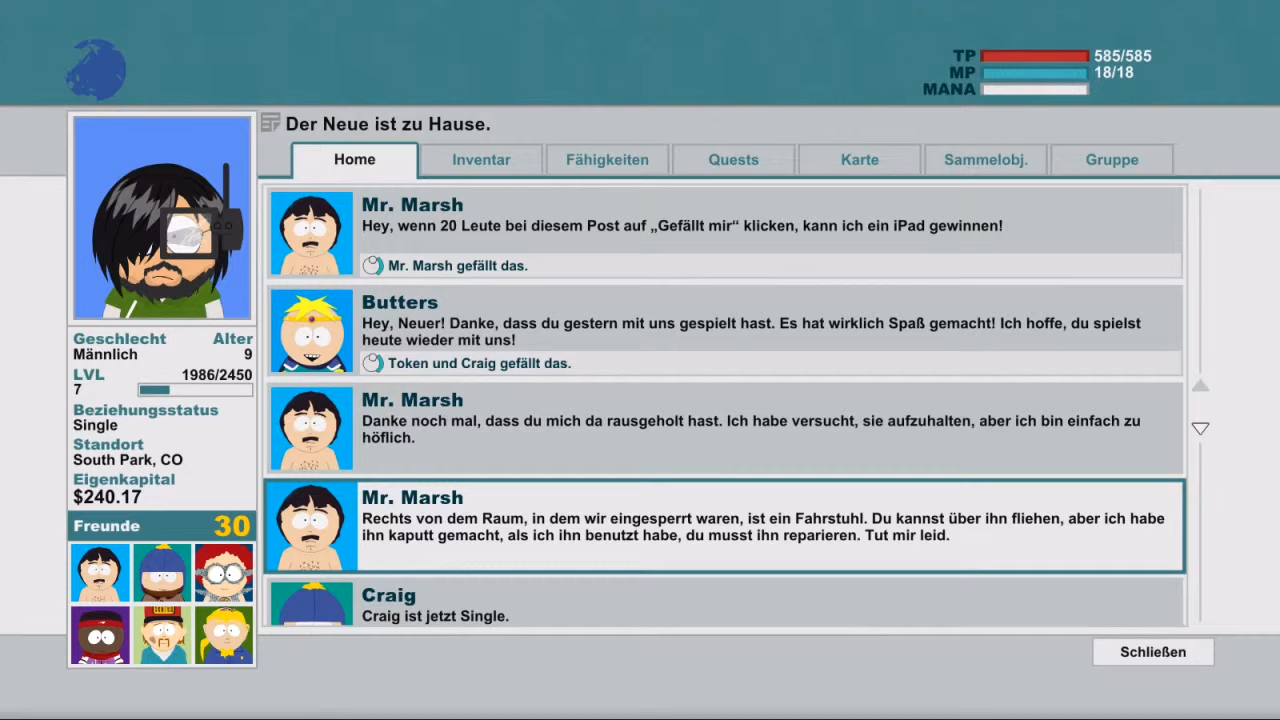 TP 585/585
MP 18/18
MANA
Der Neue ist zu Hause.
Home Inventar Fähigkeiten Quests Karte Sammelobj. Gruppe
Geschlecht Alter
Männlich 9
LVL 1986/2450
7
Beziehungsstatus
Single
Standort
South Park, CO
Eigenkapital
$240.17
Freunde 30
Mr. Marsh
Hey, wenn 20 Leute bei diesem Post auf „Gefällt mir“ klicken, kann ich ein iPad gewinnen!
Mr. Marsh gefällt das.
Butters
Hey, Neuer! Danke, dass du gestern mit uns gespielt hast. Es hat wirklich Spaß gemacht! Ich hoffe, du spielst
heute wieder mit uns!
Token und Craig gefällt das.
Mr. Marsh
Danke noch mal, dass du mich da rausgeholt hast. Ich habe versucht, sie aufzuhalten, aber ich bin einfach zu
höflich.
Mr. Marsh
Rechts von dem Raum, in dem wir eingesperrt waren, ist ein Fahrstuhl. Du kannst über ihn fliehen, aber ich habe
ihn kaputt gemacht, als ich ihn benutzt habe, du musst ihn reparieren. Tut mir leid.
Craig
Craig ist jetzt Single.
Schließen